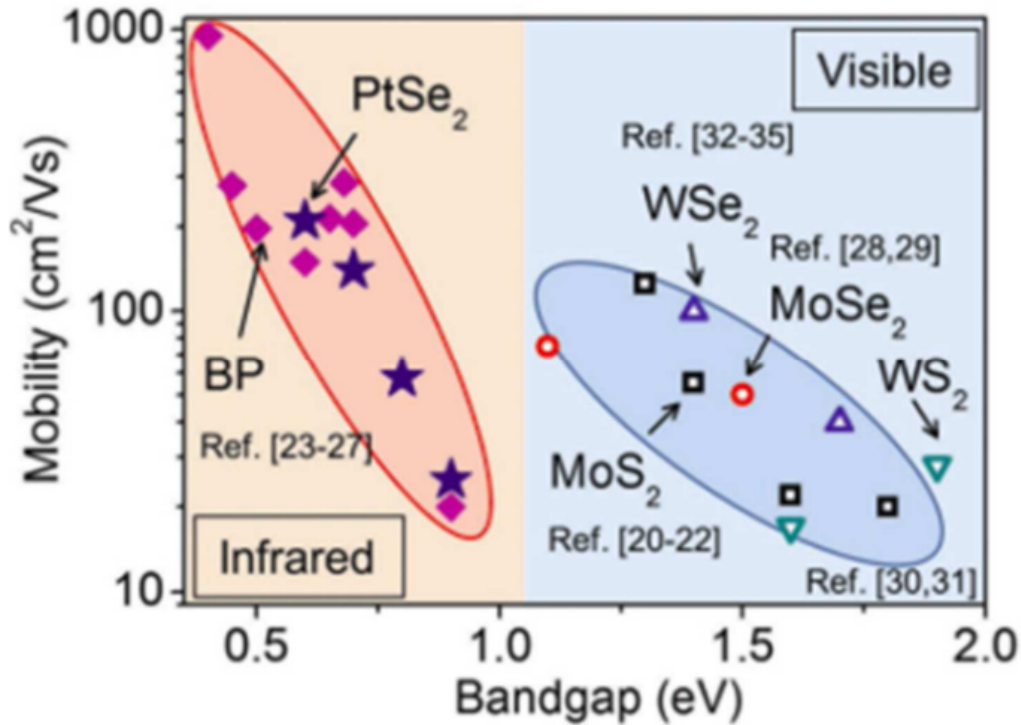 1000
100
10
Mobility (cm²/Vs)
PtSe₂
BP
Ref. [23-27]
Infrared
Visible
Ref. [32-35]
WSe₂
Ref. [28,29]
MoSe₂
WS₂
MoS₂
Ref. [20-22]
Ref. [30,31]
0.5 1.0 1.5 2.0
Bandgap (eV)